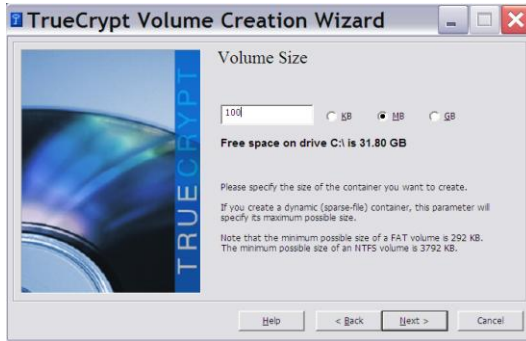 TrueCrypt Volume Creation Wizard
Volume Size
100
KB
MB
GB
Free space on drive C:\ is 31.80 GB
Please specify the size of the container you want to create.
If you create a dynamic (sparse-file) container, this parameter will
specify its maximum possible size.
Note that the minimum possible size of a FAT volume is 292 KB.
The minimum possible size of an NTFS volume is 3792 KB.
TRUECRYPT
Help
< Back
Next >
Cancel